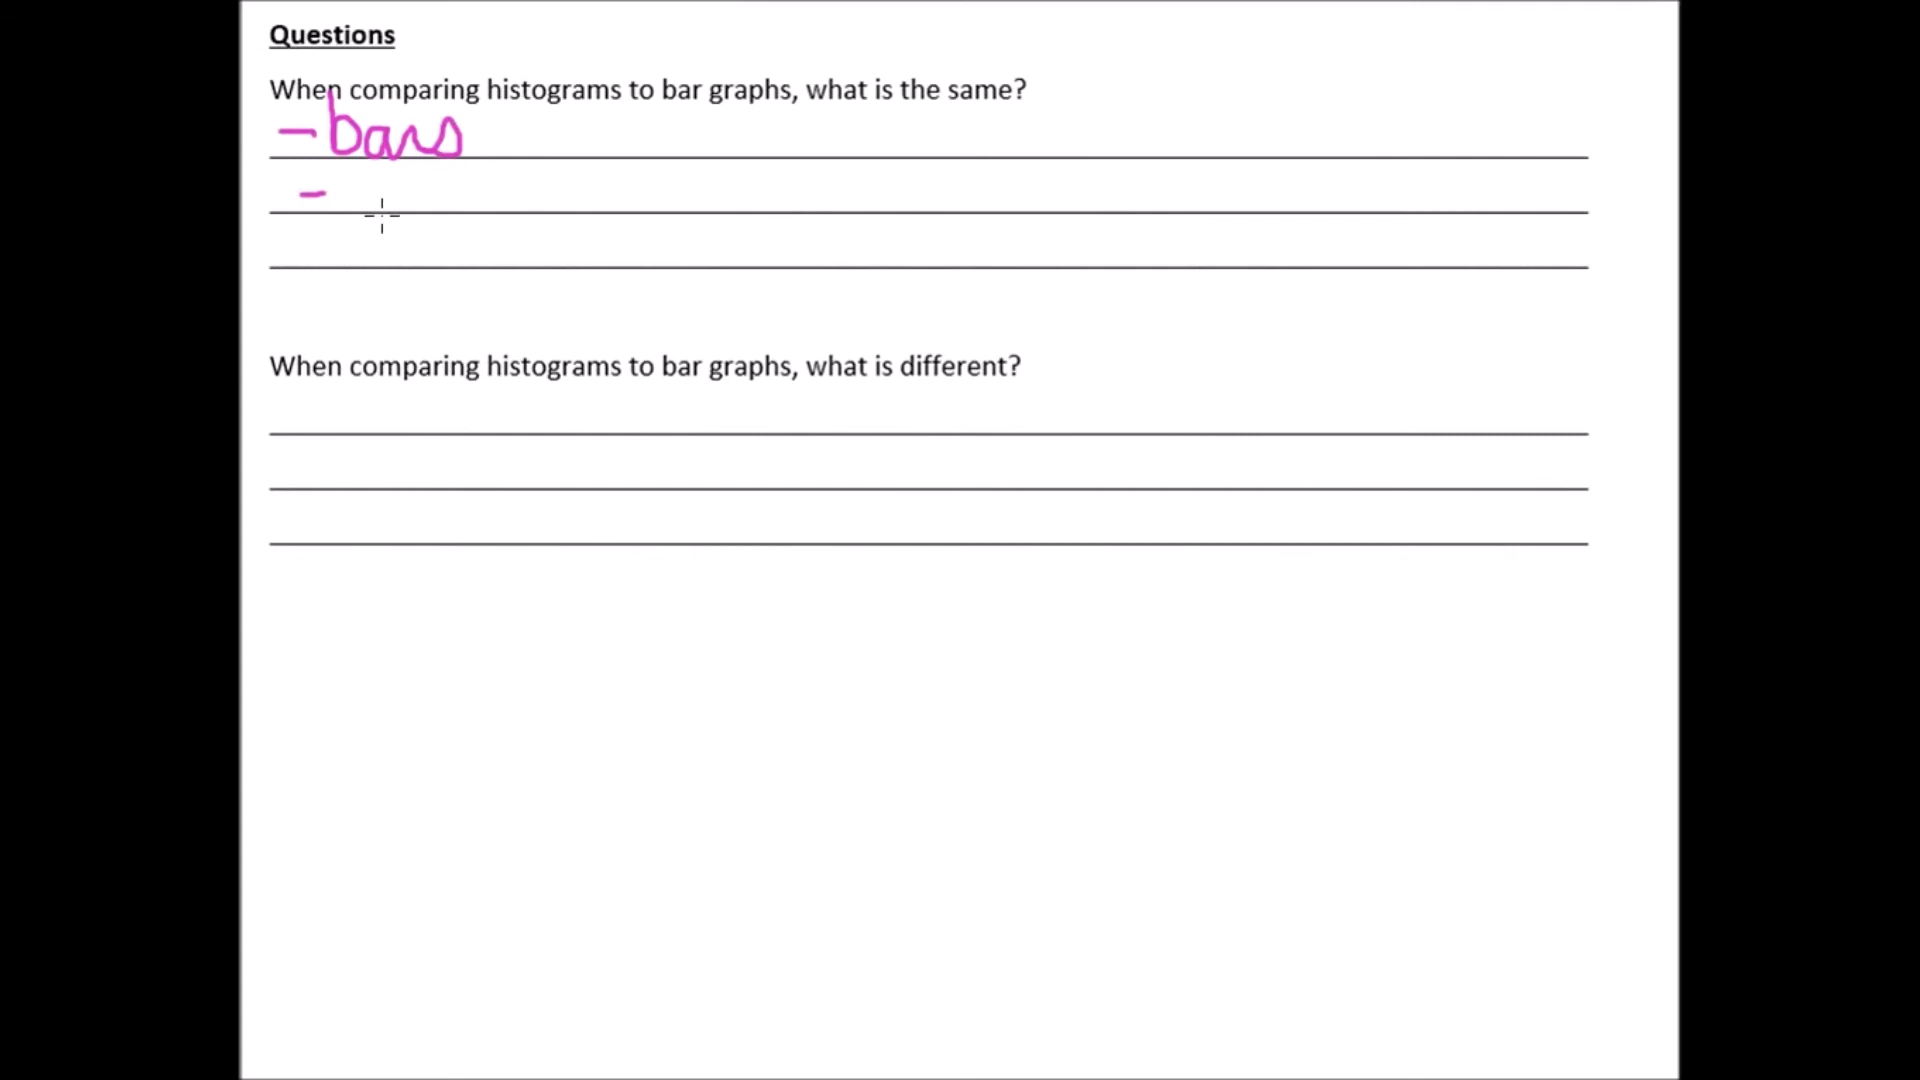 Questions
When comparing histograms to bar graphs, what is the same?
- bars
-
When comparing histograms to bar graphs, what is different?